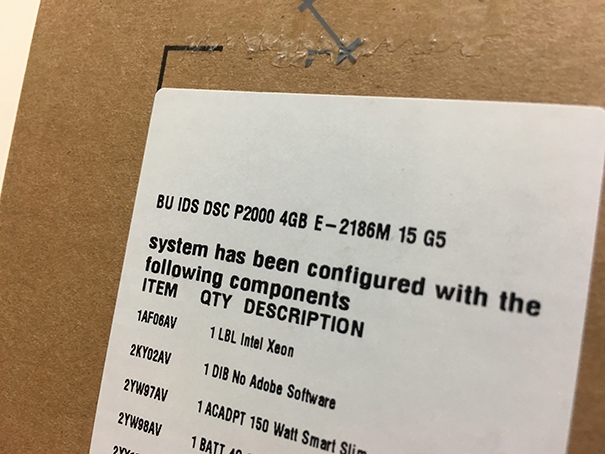 BU IDS DSC P2000 4GB E-2186M 15 G5
system has been configured with the
following components
ITEM QTY DESCRIPTION
1AF06AV 1 LBL Intel Xeon
2KY02AV 1 DIB No Adobe Software
2YW97AV 1 ACADPT 150 Watt Smart Slim
2YW98AV 1 BATT